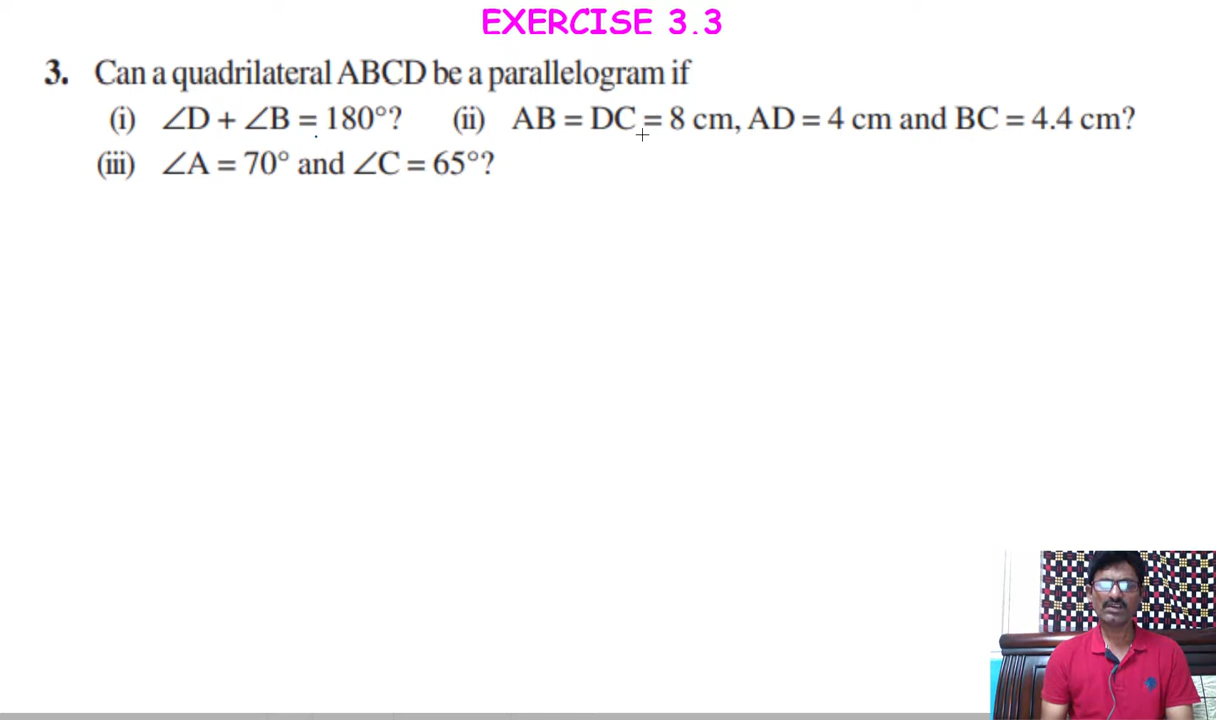 EXERCISE 3.3
3. Can a quadrilateral ABCD be a parallelogram if
(i) ∠D + ∠B = 180°? (ii) AB = DC = 8 cm, AD = 4 cm and BC = 4.4 cm?
(iii) ∠A = 70° and ∠C = 65°?